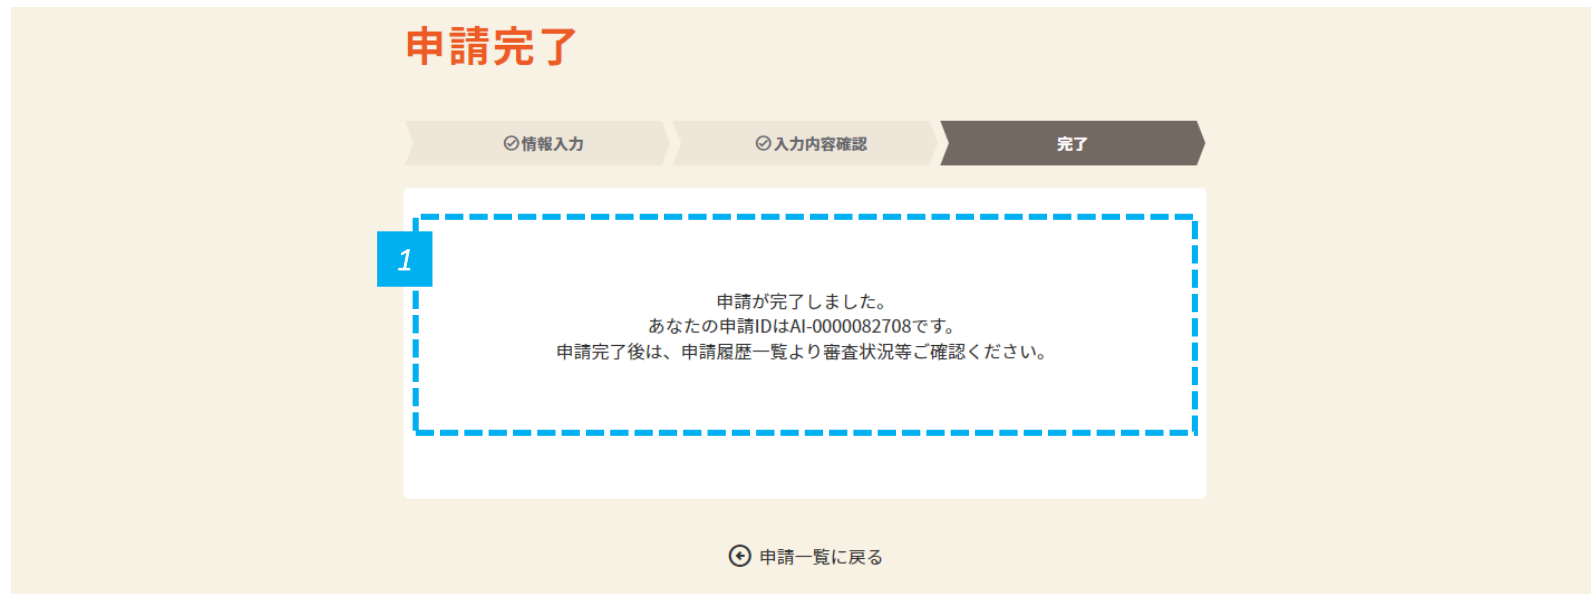 申請完了
情報入力
入力内容確認
完了
1
申請が完了しました。
あなたの申請IDはAI-0000082708です。
申請完了後は、申請履歴一覧より審査状況等ご確認ください。
申請一覧に戻る